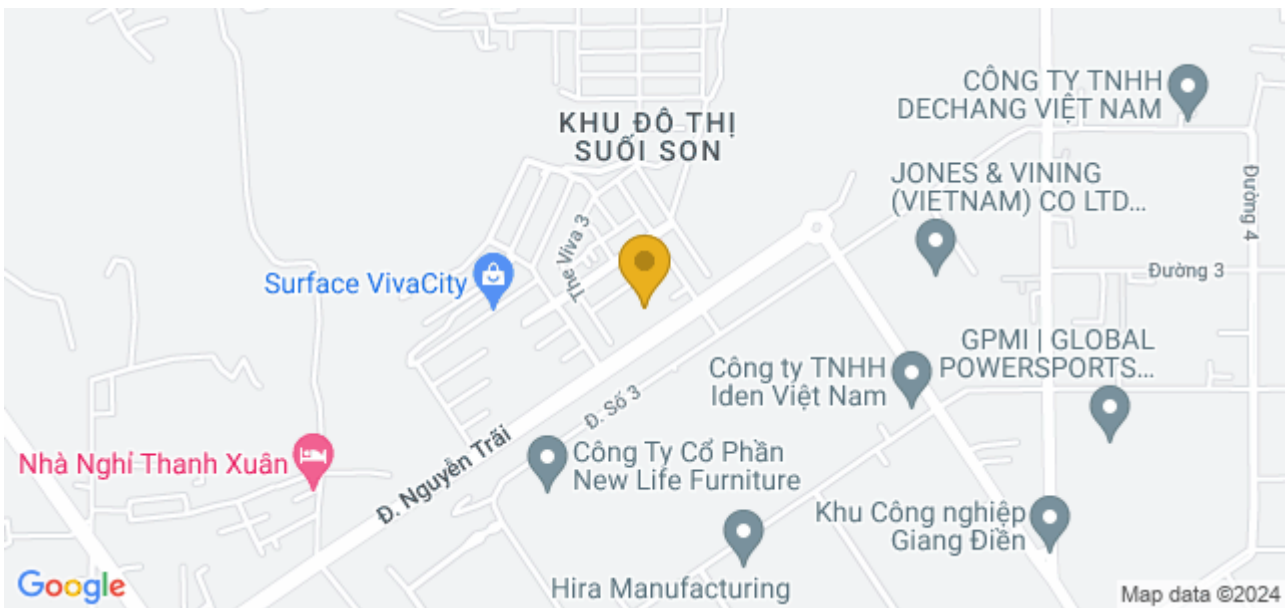 CÔNG TY TNHH
DECHANG VIỆT NAM
KHU ĐÔ THỊ
SUỐI SON
JONES & VINING
(VIETNAM) CO LTD...
Đường 4
The Viva 3
Surface VivaCity
Đường 3
GPMI | GLOBAL
POWERSPORTS...
Công ty TNHH
Iden Việt Nam
Đ. Số 3
Đ. Nguyễn Trãi
Nhà Nghỉ Thanh Xuân
Công Ty Cổ Phần
New Life Furniture
Khu Công nghiệp
Giang Điền
Hira Manufacturing
Google
Map data ©2024